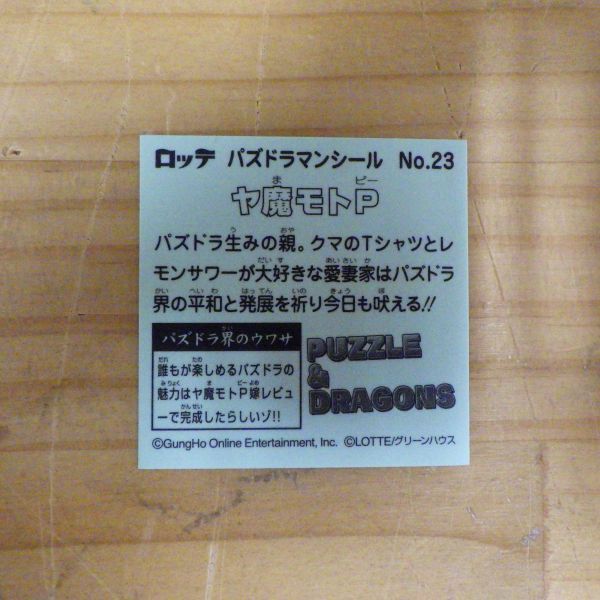 ロッテ パズドラマンシール No.23
ヤ魔モトP
パズドラ生みの親。クマのTシャツとレ
モンサワーが大好きな愛妻家はパズドラ
界の平和と発展を祈り今日も吠える!!
パズドラ界のウワサ
誰もが楽しめるパズドラの
魅力はヤ魔モトP嫁レビュ
ーで完成したらしいゾ!!
PUZZLE
&
DRAGONS
©GungHo Online Entertainment, Inc. ©LOTTE/グリーンハウス